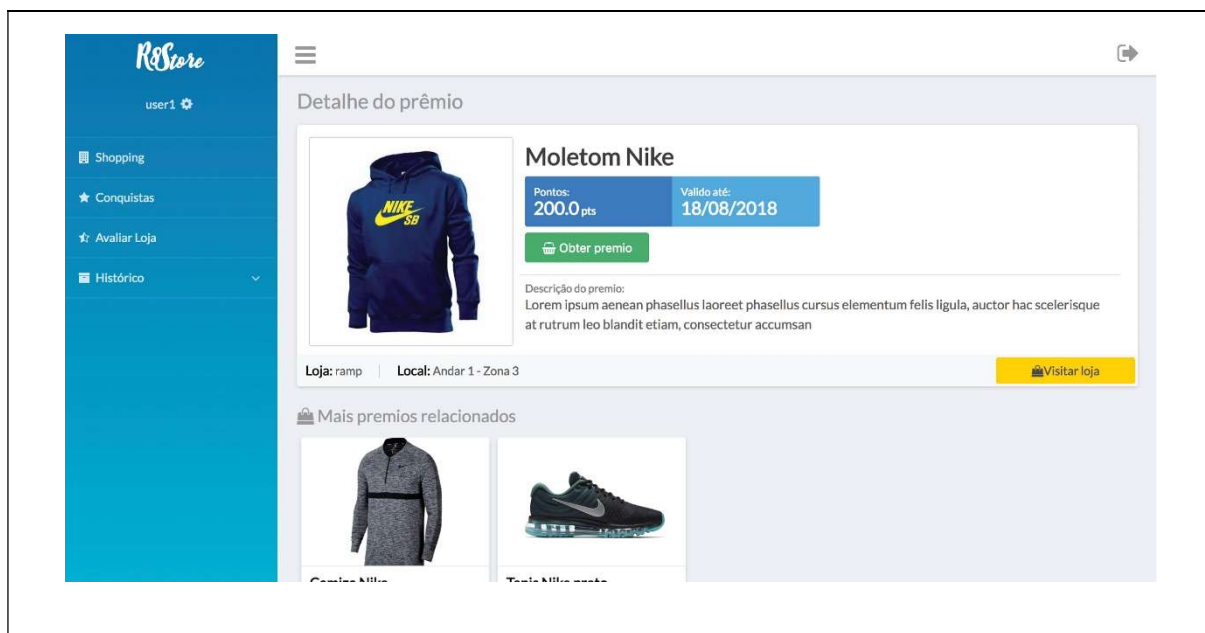 R8Store
user1
Shopping
Conquistas
Avaliar Loja
Histórico
Detalhe do prêmio
NIKE
SB
Moletom Nike
Pontos:
200.0 pts
Valido até:
18/08/2018
Obter premio
Descrição do premio:
Lorem ipsum aenean phasellus laoreet phasellus cursus elementum felis ligula, auctor hac scelerisque
at rutrum leo blandit etiam, consectetur accumsan
Loja: ramp
Local: Andar 1 - Zona 3
Visitar loja
Mais premios relacionados